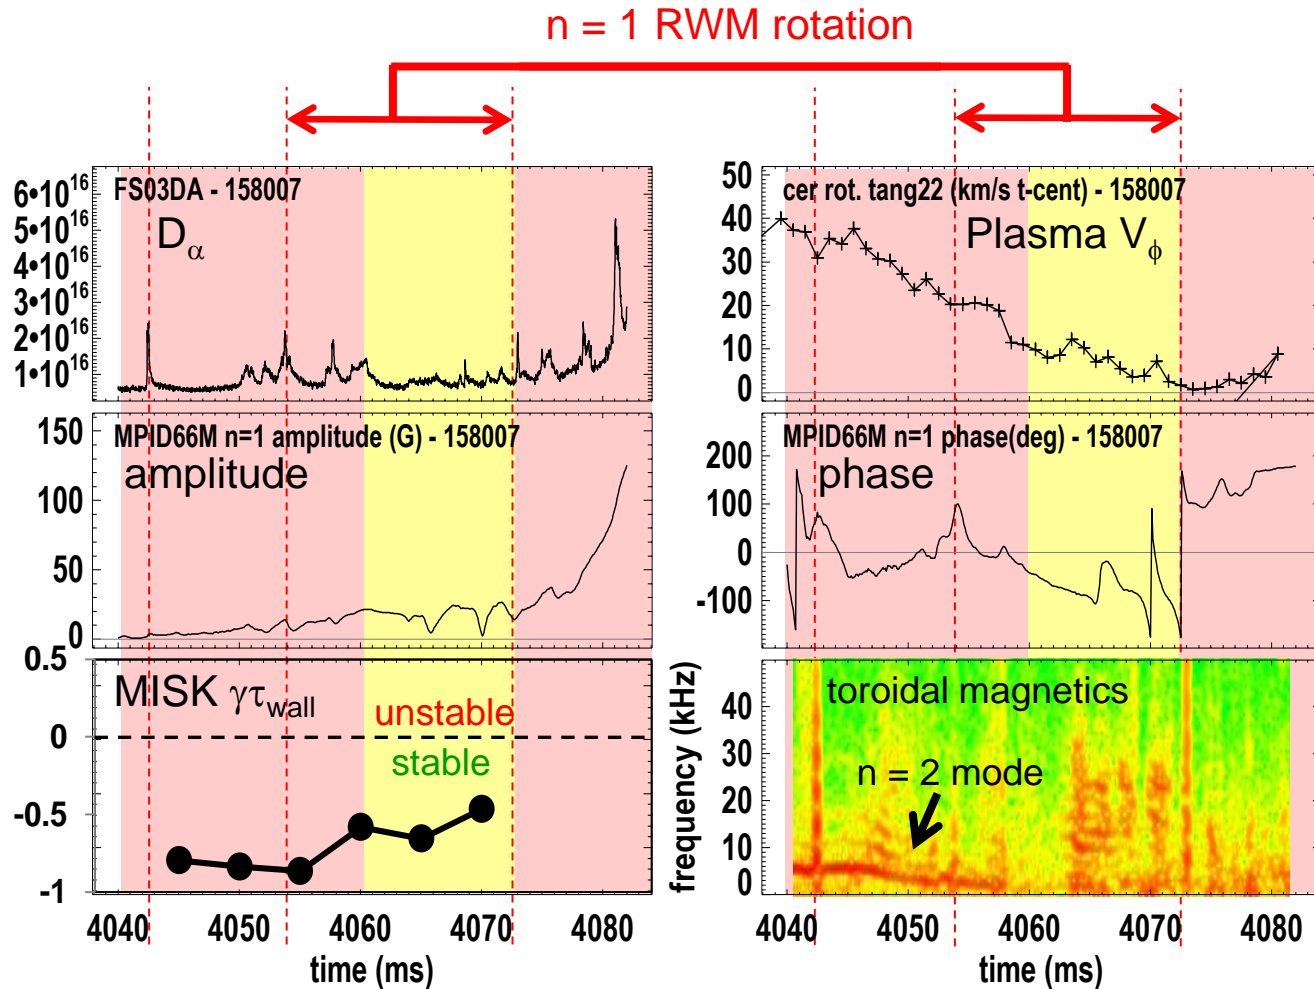 n = 1 RWM rotation
FS03DA - 158007
Dα
6•10^16
5•10^16
4•10^16
3•10^16
2•10^16
1•10^16
cer rot. tang22 (km/s t-cent) - 158007
Plasma Vϕ
50
40
30
20
10
0
MPID66M n=1 amplitude (G) - 158007
amplitude
150
100
50
0
MPID66M n=1 phase(deg) - 158007
phase
200
100
0
-100
MISK γτwall
unstable
stable
0.5
0
-0.5
-1
4040 4050 4060 4070 4080
time (ms)
toroidal magnetics
n = 2 mode
frequency (kHz)
40
30
20
10
0
4040 4050 4060 4070 4080
time (ms)